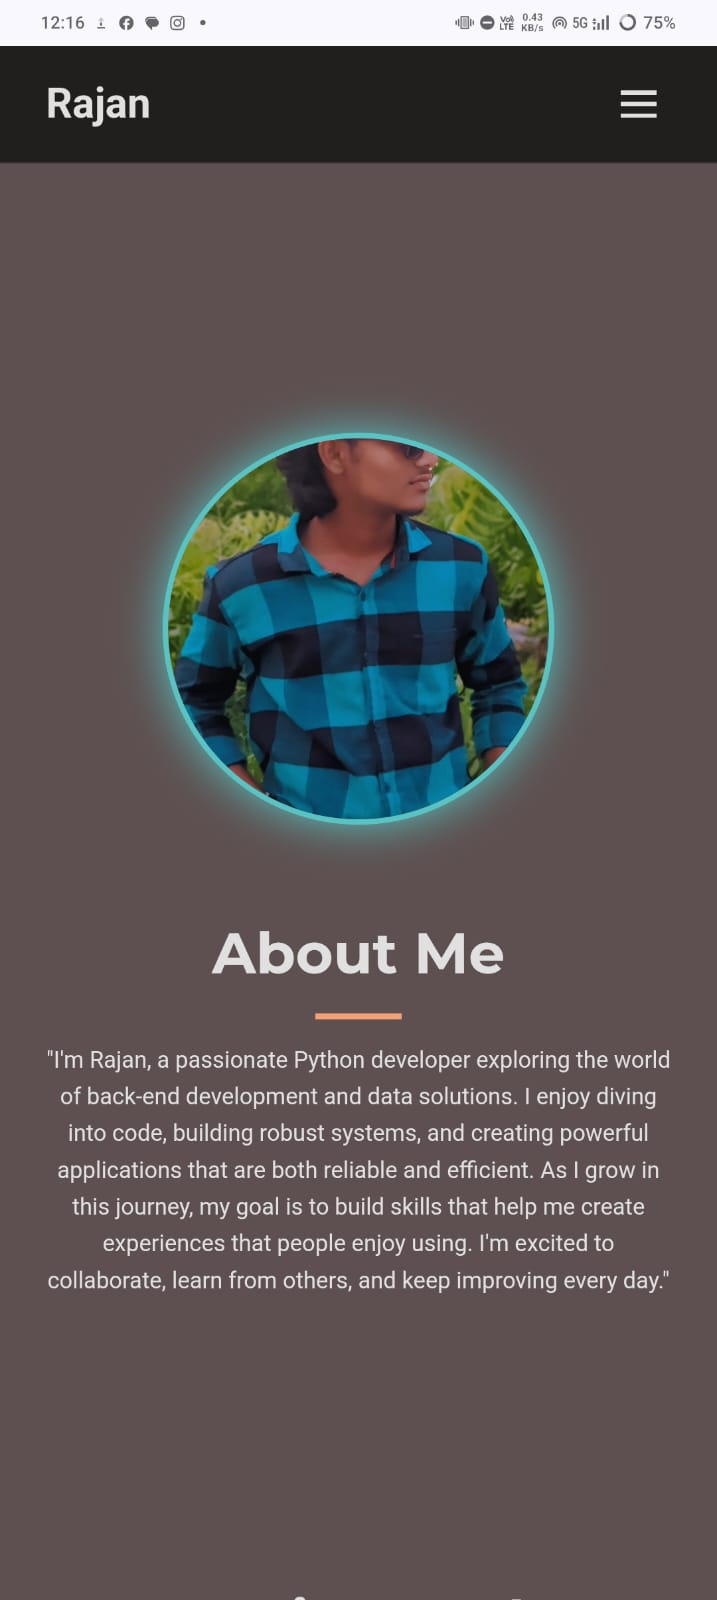 12:16
Vo) LTE 0.43 KB/s 5G 75%
Rajan
About Me
"I'm Rajan, a passionate Python developer exploring the world
of back-end development and data solutions. I enjoy diving
into code, building robust systems, and creating powerful
applications that are both reliable and efficient. As I grow in
this journey, my goal is to build skills that help me create
experiences that people enjoy using. I'm excited to
collaborate, learn from others, and keep improving every day."